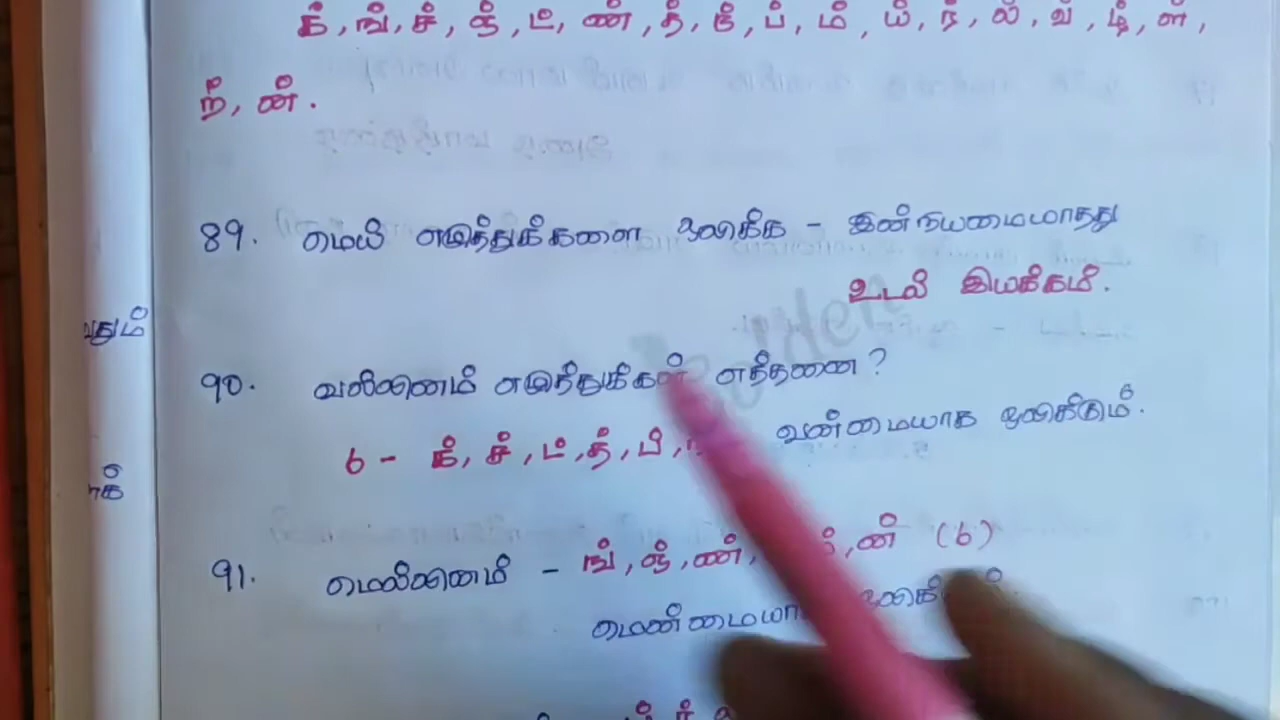 க், ங், ச், ஞ், ட், ண், த், ந், ப், ம், ய், ர், ல், வ், ழ், ள்,
ற், ன்.
89. மெய் எழுத்துக்களை ஒலிக்க - இன்றியமையாதது
உடல் இயக்கம்.
90. வல்லினம் எழுத்துக்கள் எத்தனை?
6 - க், ச், ட், த், ப், வன்மையாக ஒலிக்கும்.
91. மெல்லினம் - ங், ஞ், ண், ன் (6)